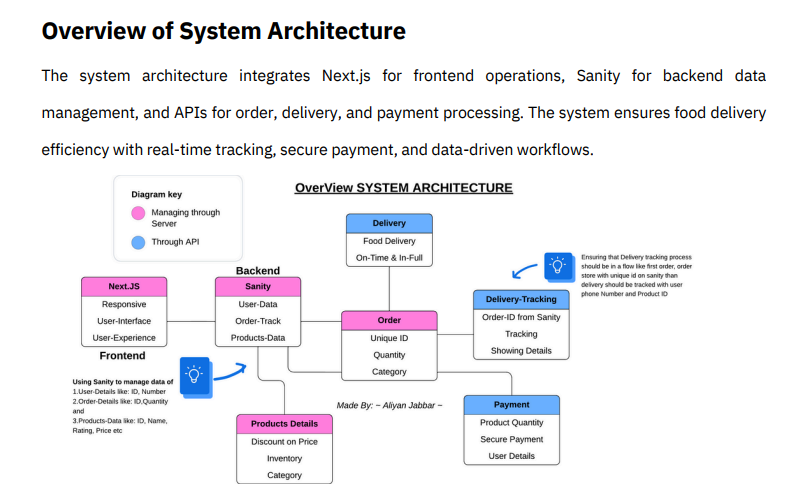 Overview of System Architecture
The system architecture integrates Next.js for frontend operations, Sanity for backend data
management, and APIs for order, delivery, and payment processing. The system ensures food delivery
efficiency with real-time tracking, secure payment, and data-driven workflows.
OverView SYSTEM ARCHITECTURE
Diagram key
Managing through
Server
Through API
Delivery
Food Delivery
On-Time & In-Full
Ensuring that Delivery tracking process
should be in a flow like first order, order
store with unique id on sanity than
delivery should be tracked with user
phone Number and Product ID
Backend
Next.JS
Responsive
User-Interface
User-Experience
Frontend
Sanity
User-Data
Order-Track
Products-Data
Order
Unique ID
Quantity
Category
Delivery-Tracking
Order-ID from Sanity
Tracking
Showing Details
Using Sanity to manage data of
1.User-Details like: ID, Number
2.Order-Details like: ID,Quantity
and
3.Products-Data like: ID, Name,
Rating, Price etc
Made By: ~ Aliyan Jabbar ~
Products Details
Discount on Price
Inventory
Category
Payment
Product Quantity
Secure Payment
User Details